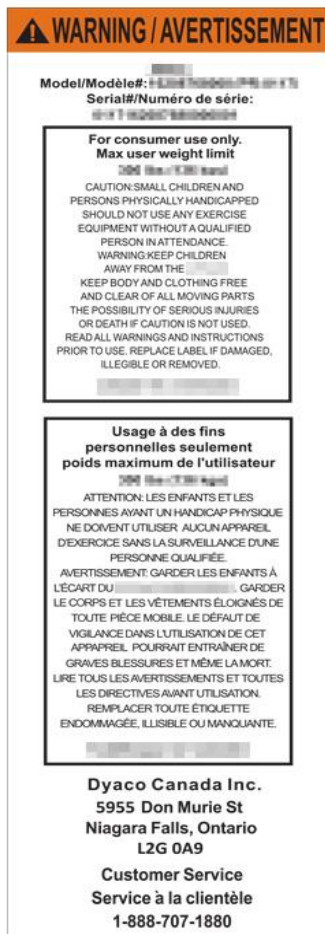 WARNING / AVERTISSEMENT
Model/Modèle#:
Serial#/Numéro de série:
For consumer use only.
Max user weight limit
CAUTION:SMALL CHILDREN AND
PERSONS PHYSICALLY HANDICAPPED
SHOULD NOT USE ANY EXERCISE
EQUIPMENT WITHOUT A QUALIFIED
PERSON IN ATTENDANCE.
WARNING:KEEP CHILDREN
AWAY FROM THE
KEEP BODY AND CLOTHING FREE
AND CLEAR OF ALL MOVING PARTS
THE POSSIBILITY OF SERIOUS INJURIES
OR DEATH IF CAUTION IS NOT USED.
READ ALL WARNINGS AND INSTRUCTIONS
PRIOR TO USE. REPLACE LABEL IF DAMAGED,
ILLEGIBLE OR REMOVED.
Usage à des fins
personnelles seulement
poids maximum de l'utilisateur
ATTENTION: LES ENFANTS ET LES
PERSONNES AYANT UN HANDICAP PHYSIQUE
NE DOIVENT UTILISER AUCUN APPAREIL
D'EXERCICE SANS LA SURVEILLANCE D'UNE
PERSONNE QUALIFIÉE.
AVERTISSEMENT: GARDER LES ENFANTS À
L'ÉCART DU . GARDER
LE CORPS ET LES VÊTEMENTS ÉLOIGNÉS DE
TOUTE PIÈCE MOBILE. LE DÉFAUT DE
VIGILANCE DANS L'UTILISATION DE CET
APPAPREIL POURRAIT ENTRAÎNER DE
GRAVES BLESSURES ET MÊME LA MORT.
LIRE TOUS LES AVERTISSEMENTS ET TOUTES
LES DIRECTIVES AVANT UTILISATION.
REMPLACER TOUTE ÉTIQUETTE
ENDOMMAGÉE, ILLISIBLE OU MANQUANTE.
Dyaco Canada Inc.
5955 Don Murie St
Niagara Falls, Ontario
L2G 0A9
Customer Service
Service à la clientèle
1-888-707-1880